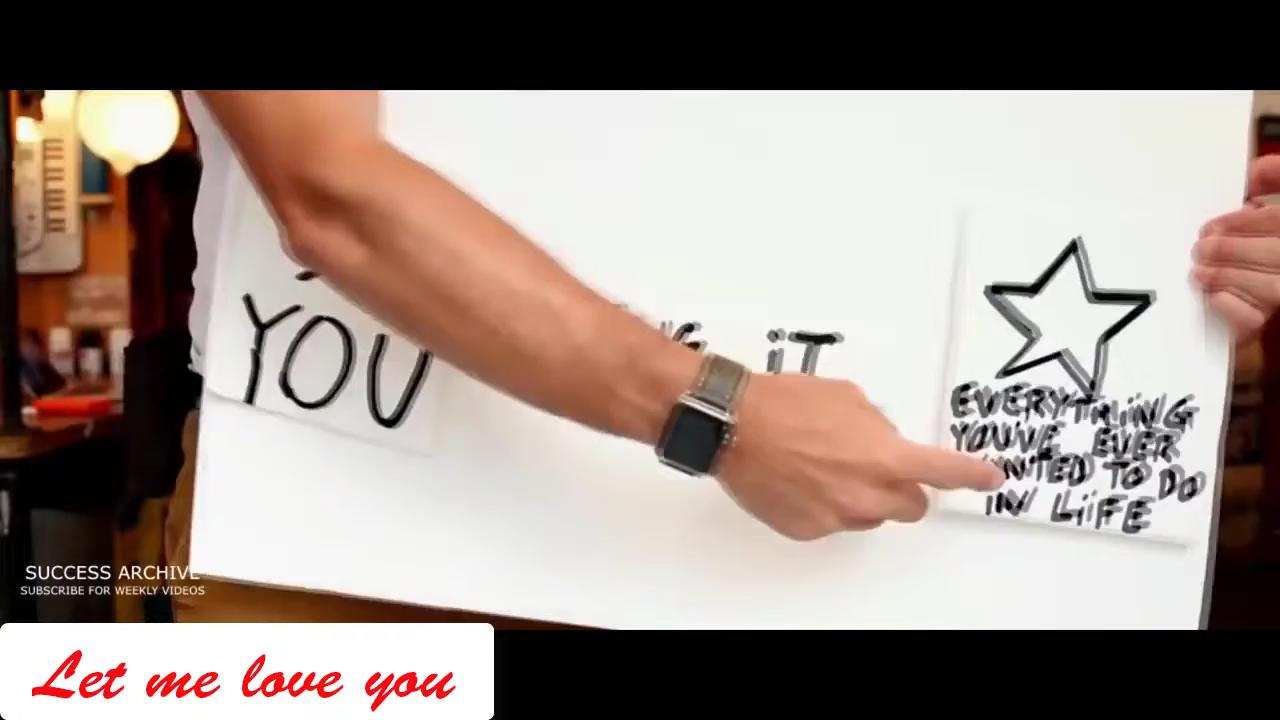 YOU
iT
EVERYTHiNG
YOU'VE EVER
WANTED TO DO
IN LiiFE
SUCCESS ARCHIVE
SUBSCRIBE FOR WEEKLY VIDEOS
Let me love you